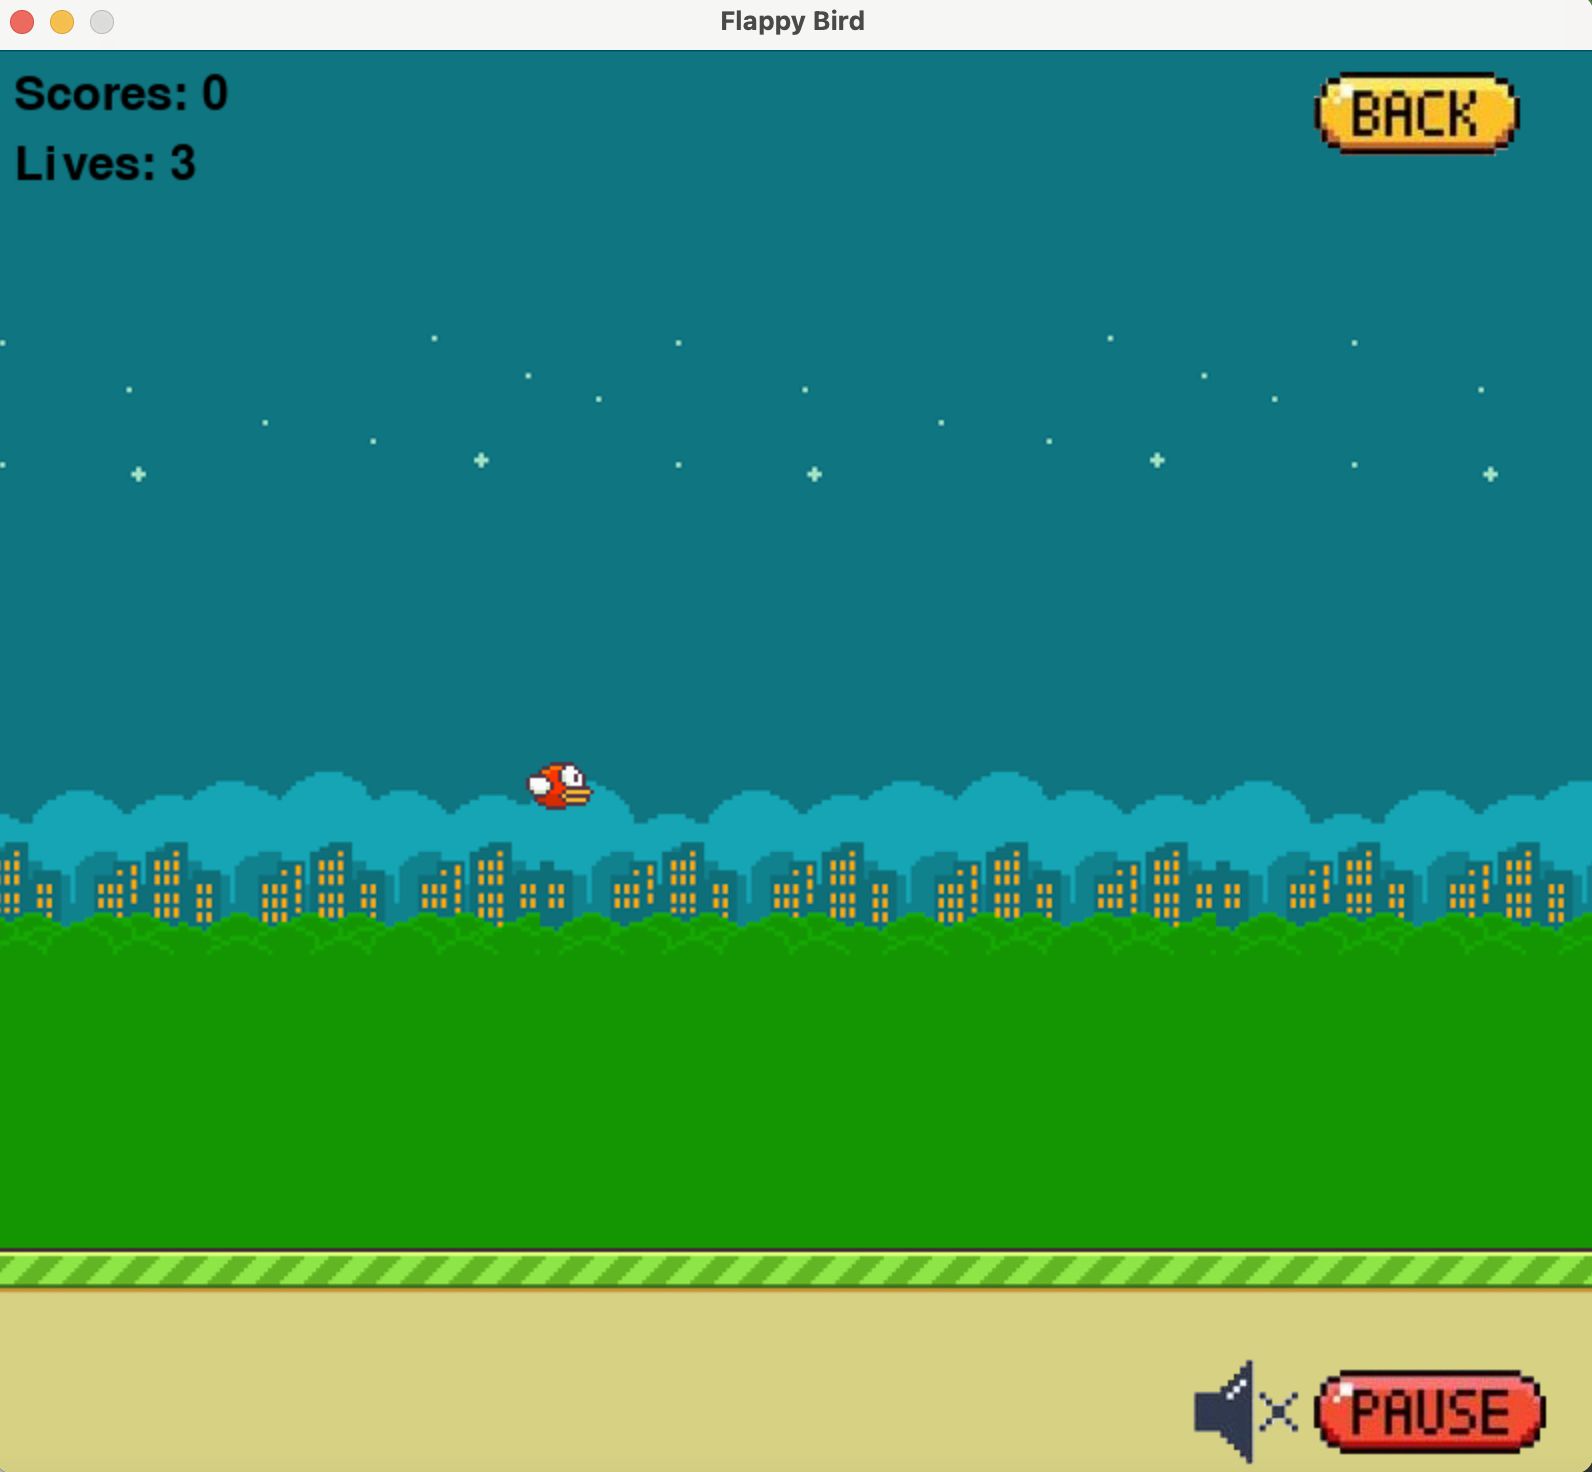 Flappy Bird
Scores: 0
BACK
Lives: 3
PAUSE